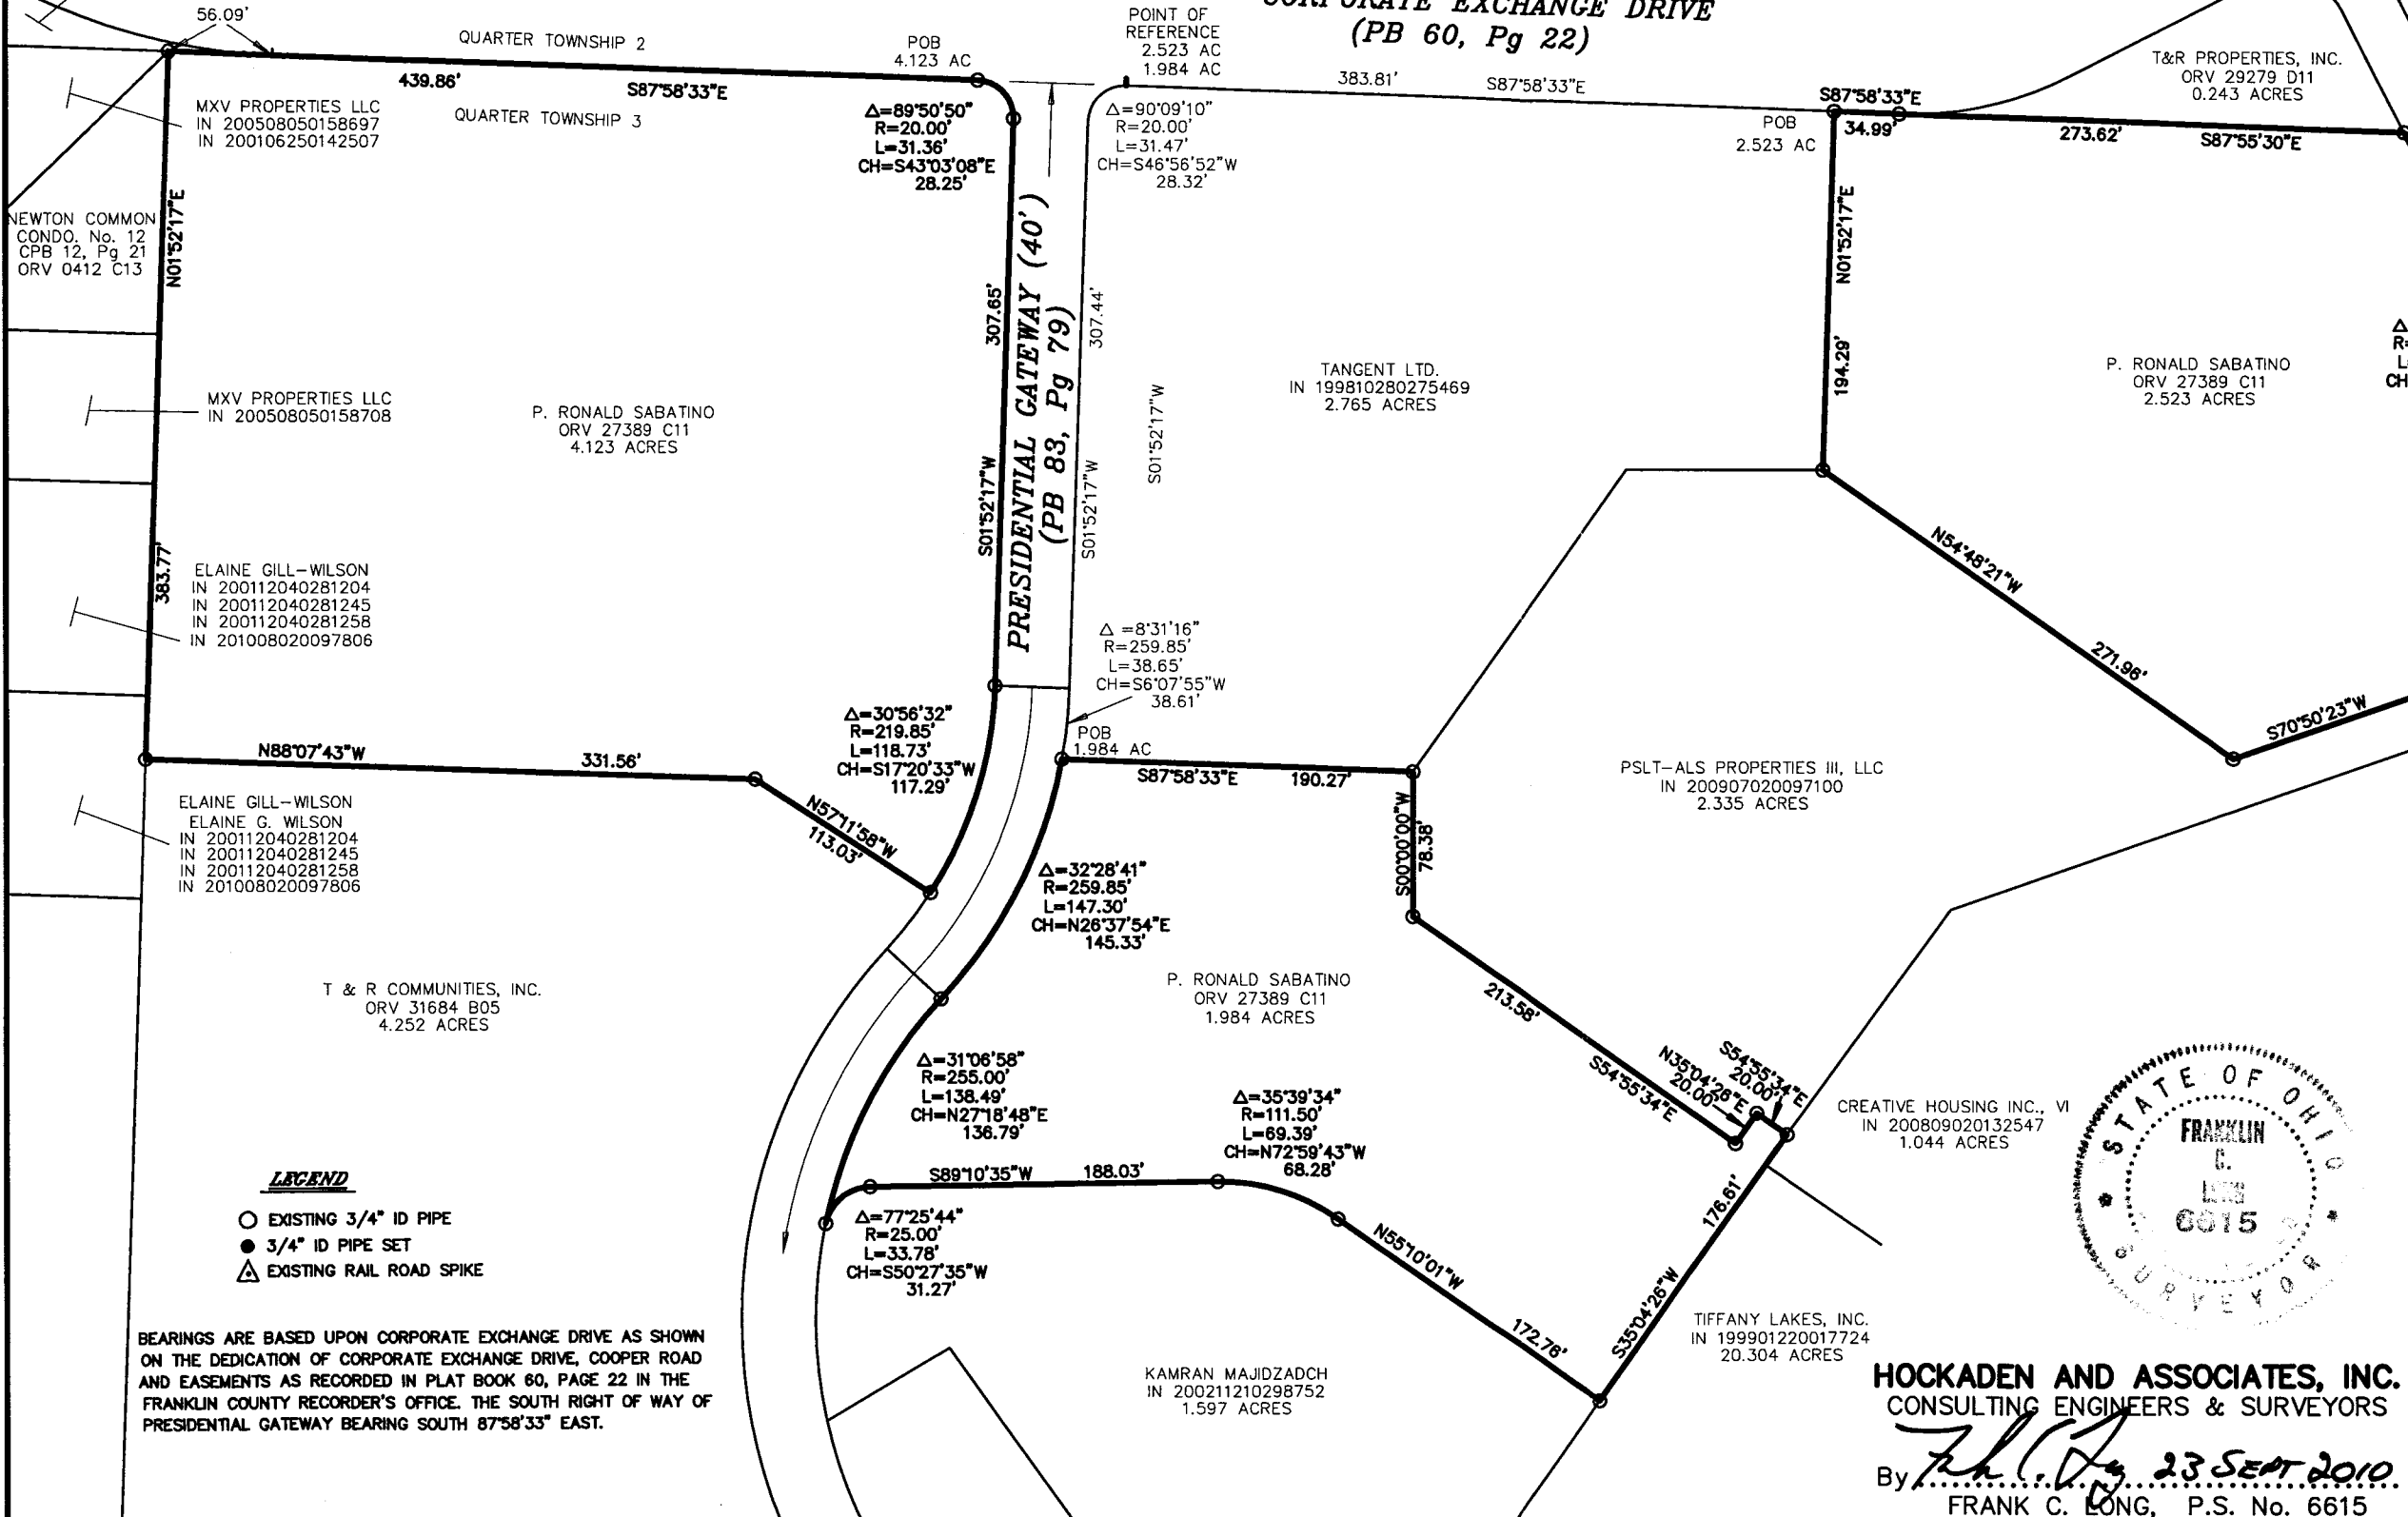 56.09'
QUARTER TOWNSHIP 2
439.86'
S87°58'33"E
QUARTER TOWNSHIP 3
POB
4.123 AC
POINT OF
REFERENCE
2.523 AC
1.984 AC
CORPORATE EXCHANGE DRIVE
(PB 60, Pg 22)
383.81'
S87°58'33"E
S87°58'33"E
34.99'
POB
2.523 AC
273.62'
S87°55'30"E
T&R PROPERTIES, INC.
ORV 29279 D11
0.243 ACRES
MXV PROPERTIES LLC
IN 200508050158697
IN 200106250142507
Δ=89°50'50"
R=20.00'
L=31.36'
CH=S43°03'08"E
28.25'
Δ=90°09'10"
R=20.00'
L=31.47'
CH=S46°56'52"W
28.32'
NEWTON COMMON
CONDO. No. 12
CPB 12, Pg 21
ORV 0412 C13
N01°52'17"E
383.77'
MXV PROPERTIES LLC
IN 200508050158708
P. RONALD SABATINO
ORV 27389 C11
4.123 ACRES
307.65'
S01°52'17"W
PRESIDENTIAL GATEWAY (40')
(PB 83, Pg 79)
307.44'
S01°52'17"W
S01°52'17"W
TANGENT LTD.
IN 199810280275469
2.765 ACRES
N01°52'17"E
194.29'
P. RONALD SABATINO
ORV 27389 C11
2.523 ACRES
Δ
R=
L
CH
ELAINE GILL-WILSON
IN 200112040281204
IN 200112040281245
IN 200112040281258
IN 201008020097806
N54°48'21"W
271.96'
S70°50'23"W
Δ =8°31'16"
R=259.85'
L=38.65'
CH=S6°07'55"W
38.61'
Δ=30°56'32"
R=219.85'
L=118.73'
CH=S17°20'33"W
117.29'
POB
1.984 AC
S87°58'33"E
190.27'
N88°07'43"W
331.56'
N57°11'58"W
113.03'
PSLT-ALS PROPERTIES III, LLC
IN 200907020097100
2.335 ACRES
S00°00'00"W
78.38'
ELAINE GILL-WILSON
ELAINE G. WILSON
IN 200112040281204
IN 200112040281245
IN 200112040281258
IN 201008020097806
Δ=32°28'41"
R=259.85'
L=147.30'
CH=N26°37'54"E
145.33'
T & R COMMUNITIES, INC.
ORV 31684 B05
4.252 ACRES
P. RONALD SABATINO
ORV 27389 C11
1.984 ACRES
213.58'
S54°55'34"E
N35°04'26"E
20.00'
S54°55'34"E
20.00'
Δ=31°06'58"
R=255.00'
L=138.49'
CH=N27°18'48"E
136.79'
Δ=35°39'34"
R=111.50'
L=69.39'
CH=N72°59'43"W
68.28'
CREATIVE HOUSING INC., VI
IN 200809020132547
1.044 ACRES
STATE OF OHIO
FRANKLIN
C.
LONG
6615
SURVEYOR
LEGEND
EXISTING 3/4" ID PIPE
3/4" ID PIPE SET
EXISTING RAIL ROAD SPIKE
S89°10'35"W
188.03'
Δ=77°25'44"
R=25.00'
L=33.78'
CH=S50°27'35"W
31.27'
N55°10'01"W
172.76'
176.61'
S35°04'26"W
TIFFANY LAKES, INC.
IN 199901220017724
20.304 ACRES
KAMRAN MAJIDZADCH
IN 200211210298752
1.597 ACRES
BEARINGS ARE BASED UPON CORPORATE EXCHANGE DRIVE AS SHOWN
ON THE DEDICATION OF CORPORATE EXCHANGE DRIVE, COOPER ROAD
AND EASEMENTS AS RECORDED IN PLAT BOOK 60, PAGE 22 IN THE
FRANKLIN COUNTY RECORDER'S OFFICE. THE SOUTH RIGHT OF WAY OF
PRESIDENTIAL GATEWAY BEARING SOUTH 87°58'33" EAST.
HOCKADEN AND ASSOCIATES, INC.
CONSULTING ENGINEERS & SURVEYORS
By 23 SEPT 2010
FRANK C. LONG, P.S. No. 6615